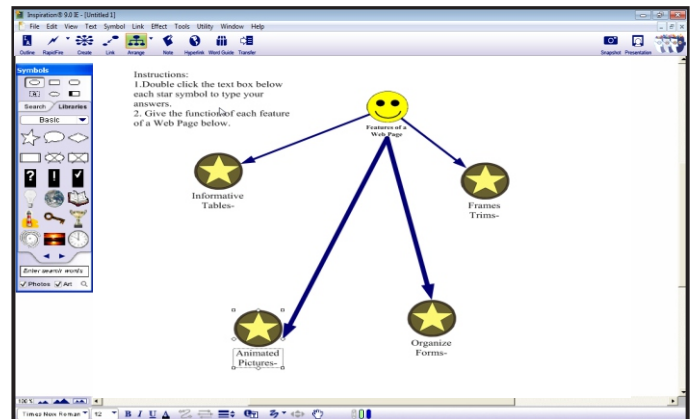 Inspiration® 9.0 IE - [Untitled 1]
File Edit View Text Symbol Link Effect Tools Utility Window Help
Outline RapidFire Create Link Arrange Note Hyperlink Word Guide Transfer Snapshot Presentation
Symbols
Search Libraries
Basic
Enter search words
Photos Art
Instructions:
1.Double click the text box below
each star symbol to type your
answers.
2. Give the function of each feature
of a Web Page below.
Features of a
Web Page
Informative
Tables-
Frames
Trims-
Animated
Pictures-
Organize
Forms-
Times New Roman 12 B I U A